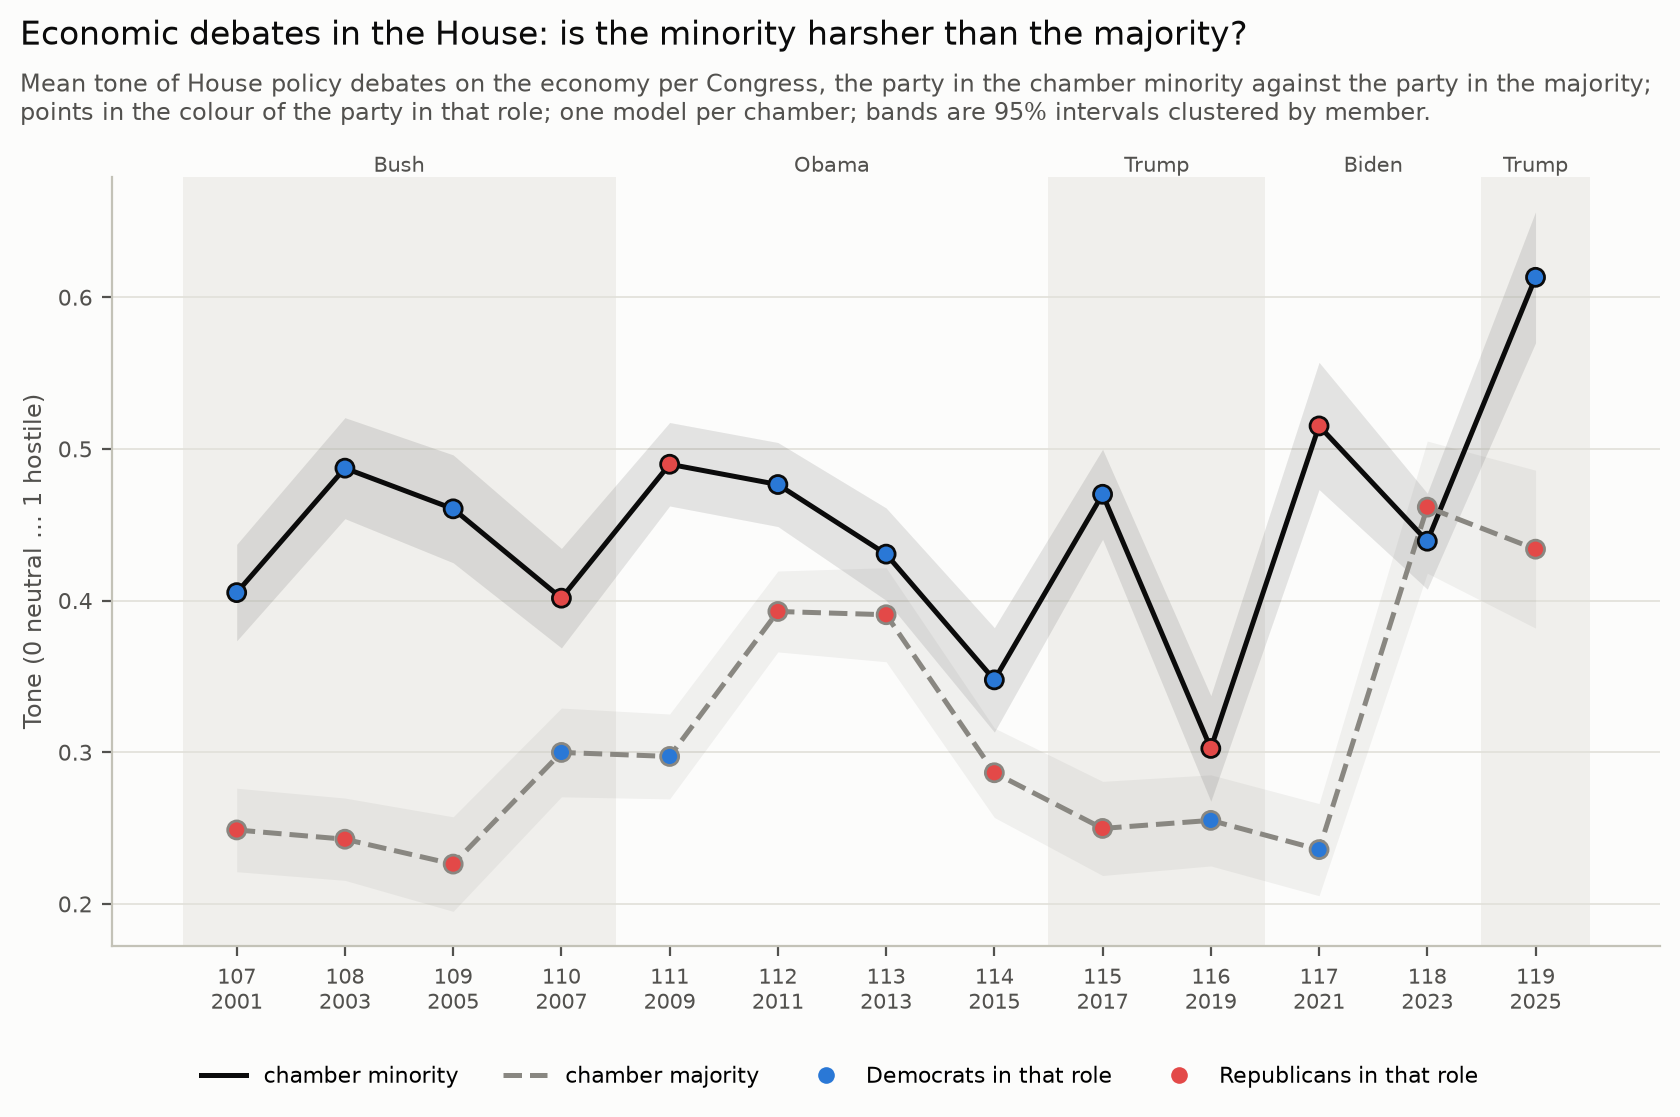 Economic debates in the House: is the minority harsher than the majority?
Mean tone of House policy debates on the economy per Congress, the party in the chamber minority against the party in the majority;
points in the colour of the party in that role; one model per chamber; bands are 95% intervals clustered by member.
Bush Obama Trump Biden Trump
Tone (0 neutral ... 1 hostile)
0.6
0.5
0.4
0.3
0.2
107 108 109 110 111 112 113 114 115 116 117 118 119
2001 2003 2005 2007 2009 2011 2013 2015 2017 2019 2021 2023 2025
chamber minority chamber majority Democrats in that role Republicans in that role